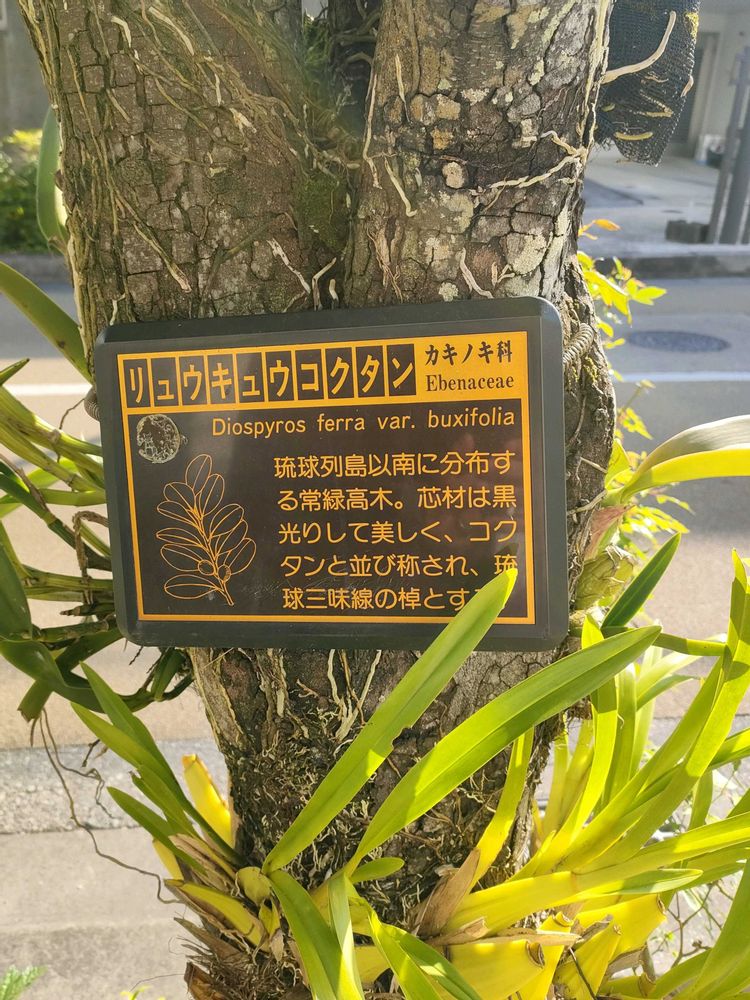 リュウキュウコクタン カキノキ科
Ebenaceae
Diospyros ferra var. buxifolia
琉球列島以南に分布す
る常緑高木。芯材は黒
光りして美しく、コク
タンと並び称され、琉
球三味線の棹とする